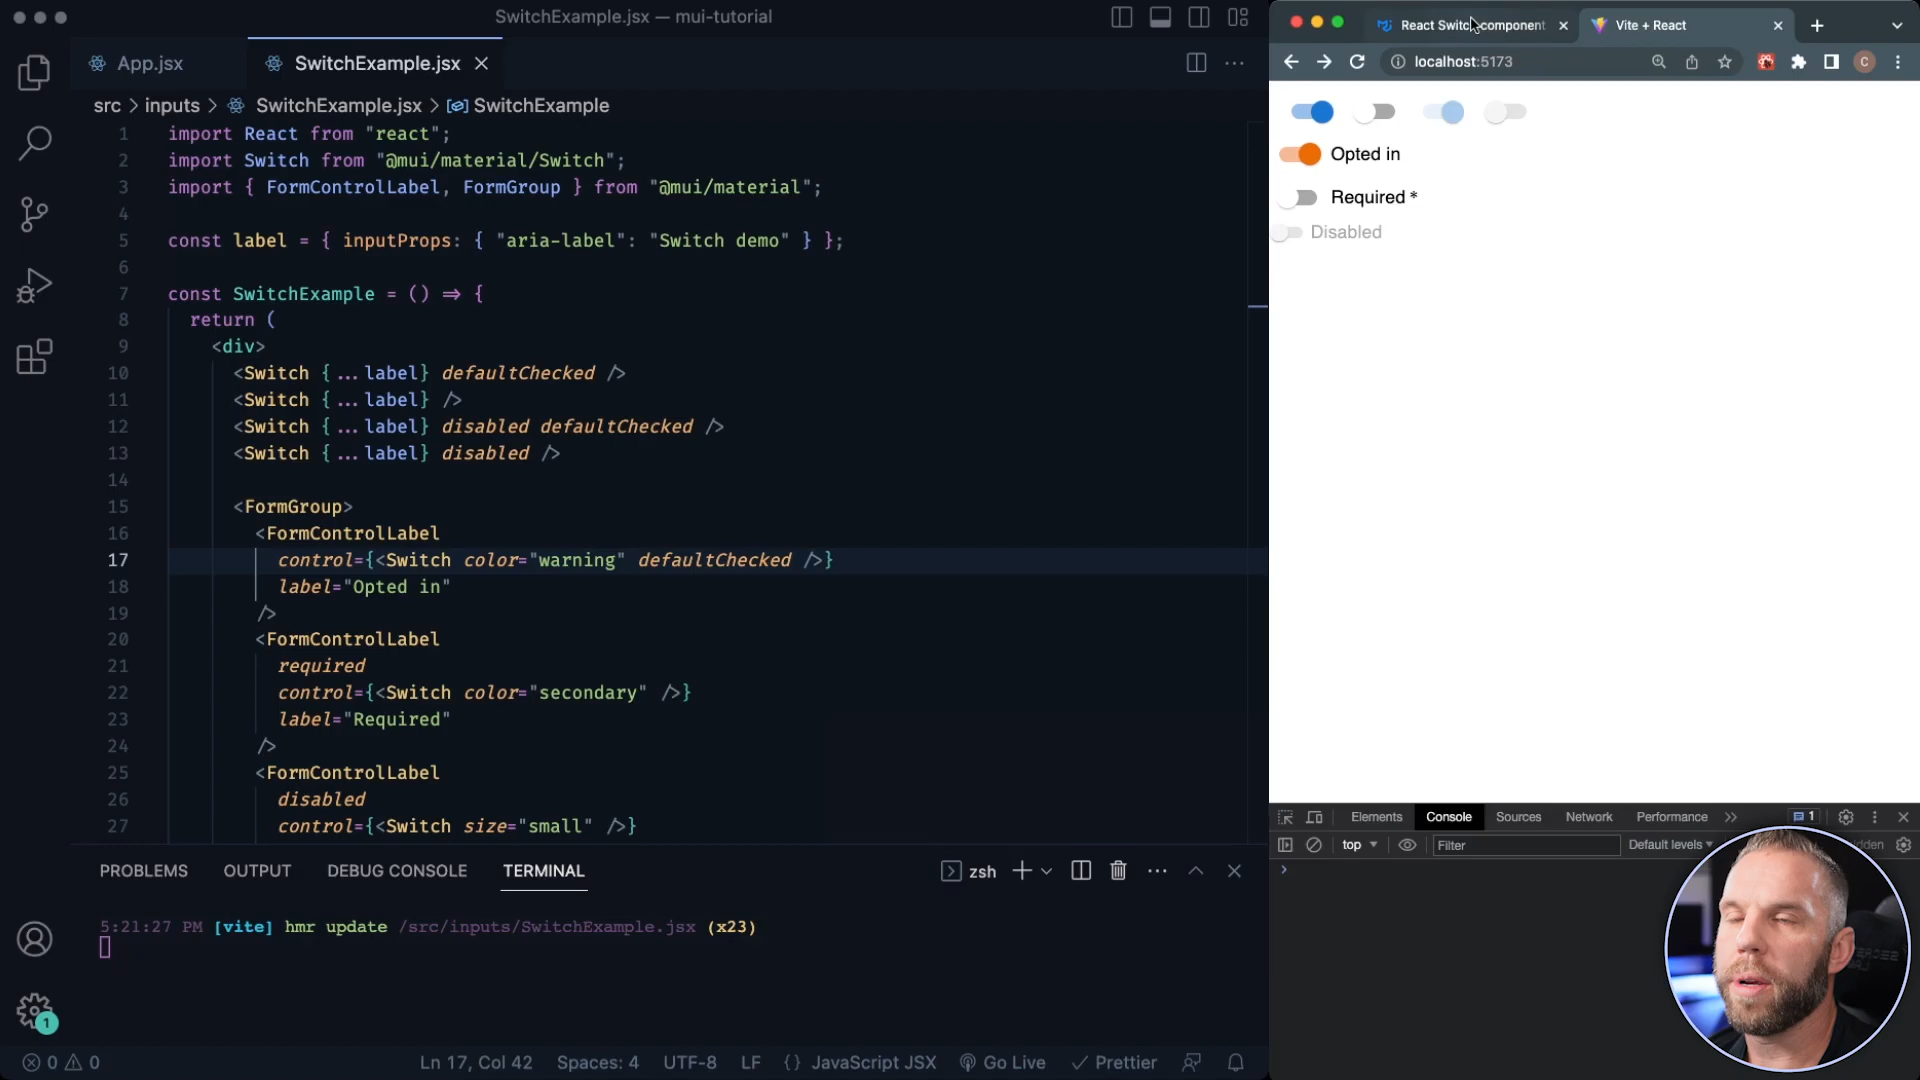 SwitchExample.jsx — mui-tutorial
App.jsx
SwitchExample.jsx
src > inputs > SwitchExample.jsx > SwitchExample
1 import React from "react";
2 import Switch from "@mui/material/Switch";
3 import { FormControlLabel, FormGroup } from "@mui/material";
4
5 const label = { inputProps: { "aria-label": "Switch demo" } };
6
7 const SwitchExample = () => {
8 return (
9 <div>
10 <Switch {...label} defaultChecked />
11 <Switch {...label} />
12 <Switch {...label} disabled defaultChecked />
13 <Switch {...label} disabled />
14
15 <FormGroup>
16 <FormControlLabel
17 control={<Switch color="warning" defaultChecked />}
18 label="Opted in"
19 />
20 <FormControlLabel
21 required
22 control={<Switch color="secondary" />}
23 label="Required"
24 />
25 <FormControlLabel
26 disabled
27 control={<Switch size="small" />}
PROBLEMS OUTPUT DEBUG CONSOLE TERMINAL
zsh
5:21:27 PM [vite] hmr update /src/inputs/SwitchExample.jsx (x23)
1
0 0
Ln 17, Col 42 Spaces: 4 UTF-8 LF {} JavaScript JSX Go Live Prettier
React Switch component
Vite + React
localhost:5173
C
Opted in
Required *
Disabled
Elements Console Sources Network Performance 1
top Filter Default levels